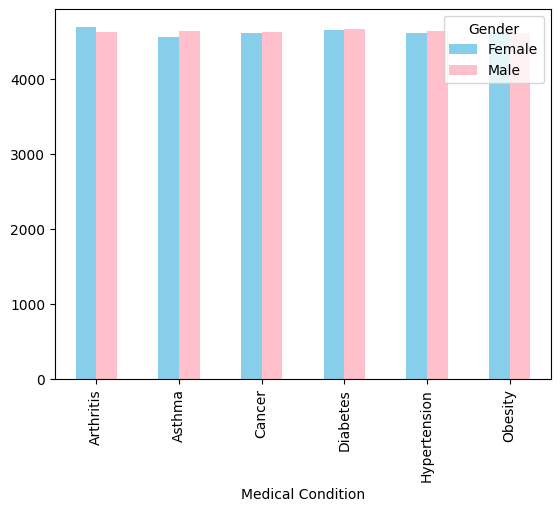 Gender
Female
Male
4000
3000
2000
1000
0
Arthritis
Asthma
Cancer
Diabetes
Hypertension
Obesity
Medical Condition